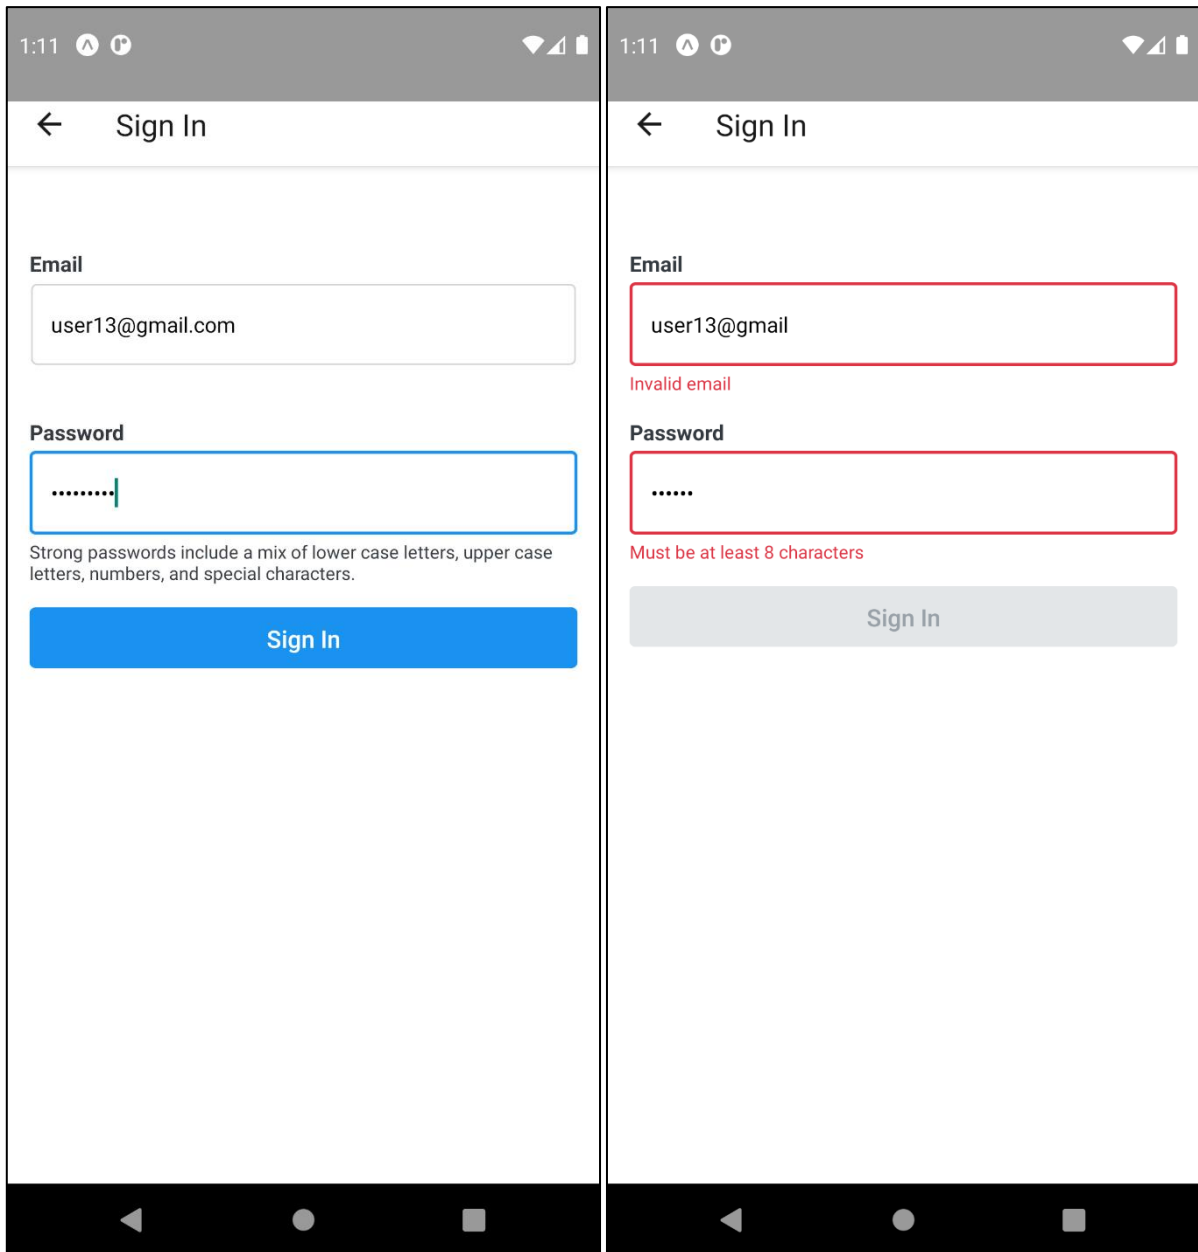 1:11
Sign In
Email
user13@gmail.com
Password
•••••••••
Strong passwords include a mix of lower case letters, upper case
letters, numbers, and special characters.
Sign In
1:11
Sign In
Email
user13@gmail
Invalid email
Password
••••••
Must be at least 8 characters
Sign In